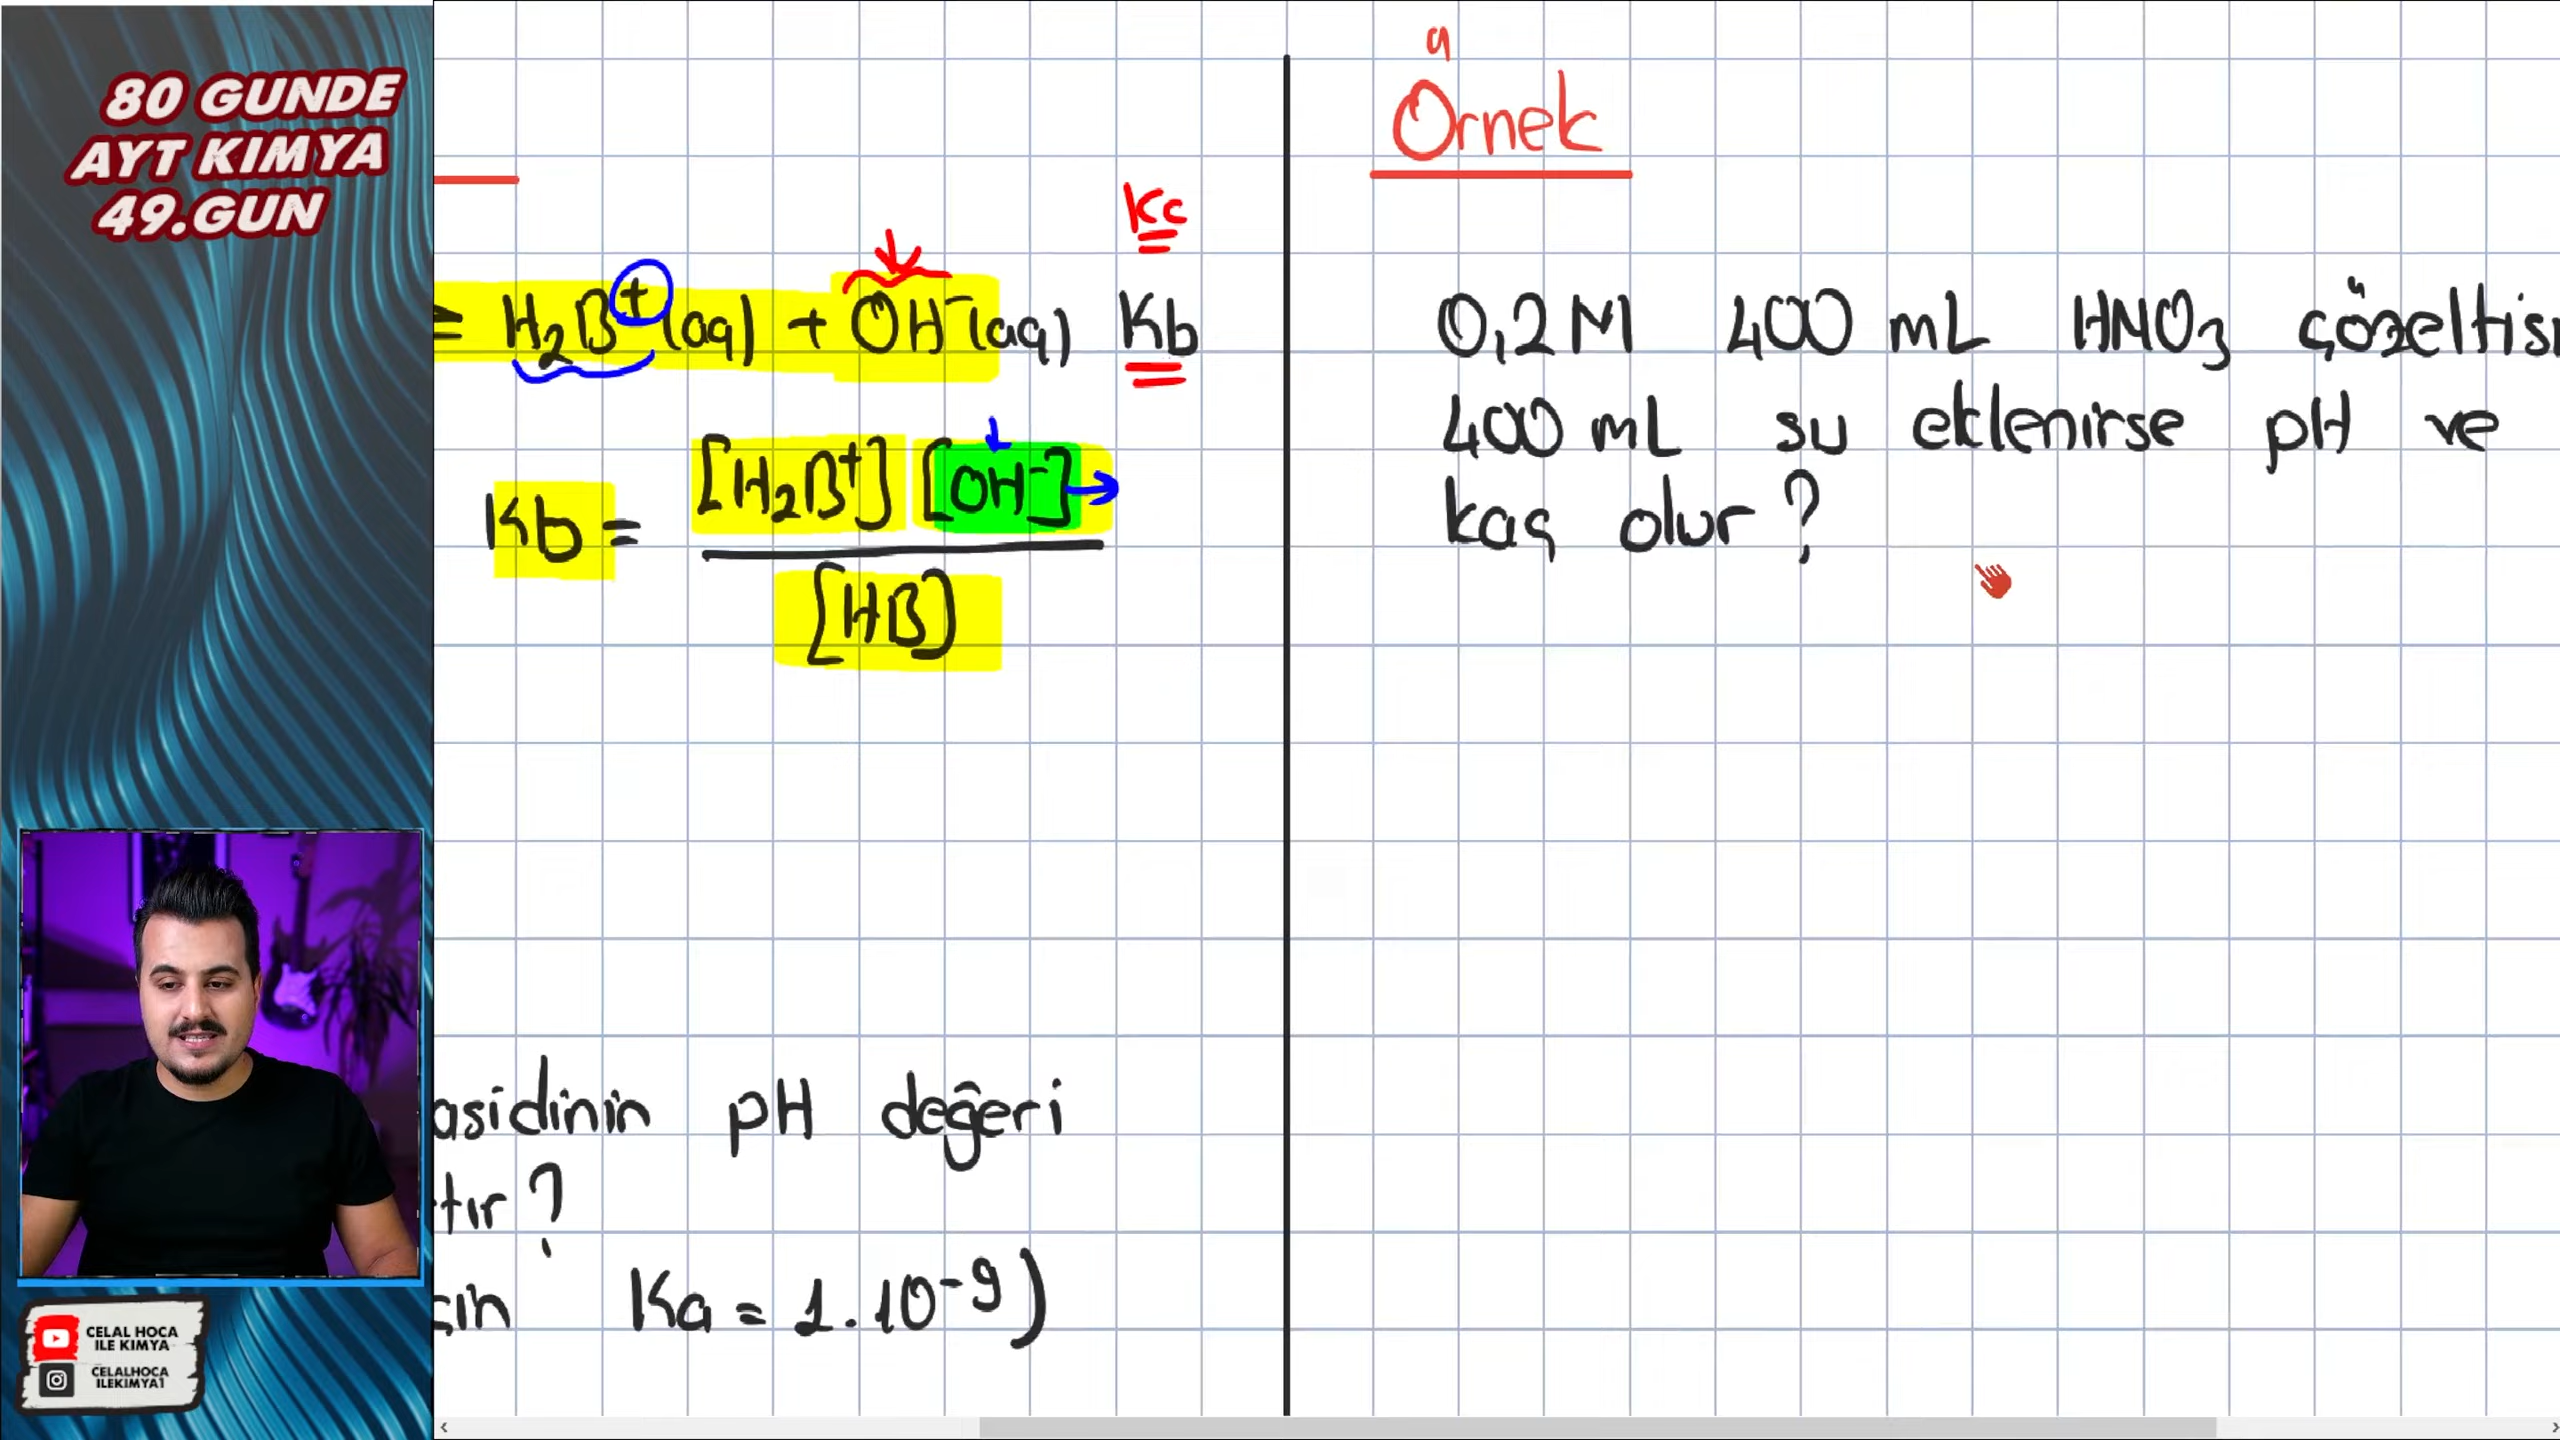 80 GUNDE
AYT KIMYA
49.GUN
Kc
= H₂B⁺(aq) + OH⁻(aq) Kb
Kb = [H₂B⁺] [OH⁻]
[HB]
asidinin pH değeri
tır?
Ka = 1.10⁻⁹)
Örnek
0,2M 400 mL HNO₃ çözeltisi
400 mL su eklenirse pH ve
kaç olur?
CELAL HOCA
ILE KIMYA
CELALHOCA
ILEKIMYA1